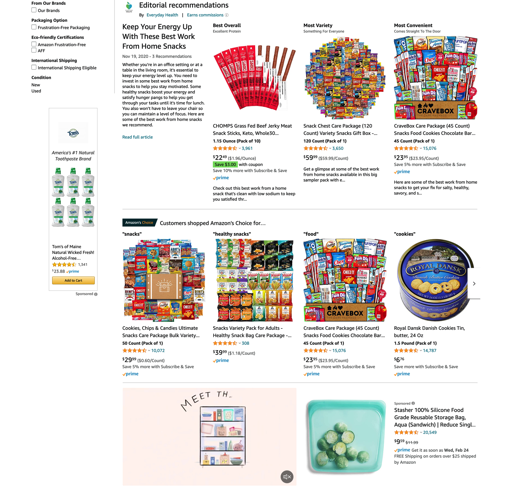 From Our Brands
Our Brands
Packaging Option
Frustration-Free Packaging
Eco-Friendly Certifications
Amazon Frustration-Free
AFF
International Shipping
International Shipping Eligible
Condition
New
Used
America's #1 Natural
Toothpaste Brand
Tom's of Maine
Natural Wicked Fresh!
Alcohol-Free...
1,341
$23.88 prime
Add to Cart
Sponsored
Editorial recommendations
By Everyday Health | Earns commissions
Keep Your Energy Up
With These Best Work
From Home Snacks
Nov 19, 2020 - 3 Recommendations
Whether you're in an office setting or at
a table in the living room, it's essential to
keep your energy level up. You need to
invest in some best work from home
snacks to help you stay motivated. Some
healthy snacks boost your energy and
satisfy hunger pangs to help you get
through your tasks until it's time for lunch.
You also won't have to leave your chair so
you can maintain a level of focus. Here are
some of the best work from home snacks
we recommend.
Read full article
Best Overall
Excellent Protein
CHOMPS Grass Fed Beef Jerky Meat
Snack Sticks, Keto, Whole30...
1.15 Ounce (Pack of 10)
3,961
$22.49 ($1.96/Ounce)
Save $3.00 with coupon
Save 10% more with Subscribe & Save
prime
Check out this best work from home
snack that's clean with low sodium to keep
you satisfied thr...
Most Variety
Something For Everyone
Snack Chest Care Package (120
Count) Variety Snacks Gift Box -...
120 Count (Pack of 1)
3,650
$59.99 ($59.99/Count)
Get a glimpse at some of the best work
from home snacks available in this big
sampler pack with e...
Most Convenient
Comes Straight To The Door
CRAVEBOX
CraveBox Care Package (45 Count)
Snacks Food Cookies Chocolate Bar...
45 Count (Pack of 1)
15,076
$23.95 ($23.95/Count)
Save 5% more with Subscribe & Save
prime
Here are some of the best work from home
snacks to get your fix for salty, healthy,
savory, and s...
Amazon's Choice Customers shopped Amazon's Choice for...
"snacks"
Cookies, Chips & Candies Ultimate
Snacks Care Package Bulk Variety...
50 Count (Pack of 1)
10,072
$29.99 ($0.60/Count)
Save 5% more with Subscribe & Save
prime
"healthy snacks"
Snacks Variety Pack for Adults -
Healthy Snack Bag Care Package -...
308
$39.99 ($1.18/Count)
prime
"food"
CRAVEBOX
CraveBox Care Package (45 Count)
Snacks Food Cookies Chocolate Bar...
45 Count (Pack of 1)
15,076
$23.95 ($23.95/Count)
Save 5% more with Subscribe & Save
prime
"cookies"
ROYAL DANSK
Royal Dansk Danish Cookies Tin,
butter, 24 Oz
1.5 Pound (Pack of 1)
14,787
Save more with Subscribe & Save
prime
MEET TH
Sponsored
Stasher 100% Silicone Food
Grade Reusable Storage Bag,
Aqua (Sandwich) | Reduce Singl...
20,549
prime Get it as soon as Wed, Feb 24
FREE Shipping on orders over $25 shipped
by Amazon